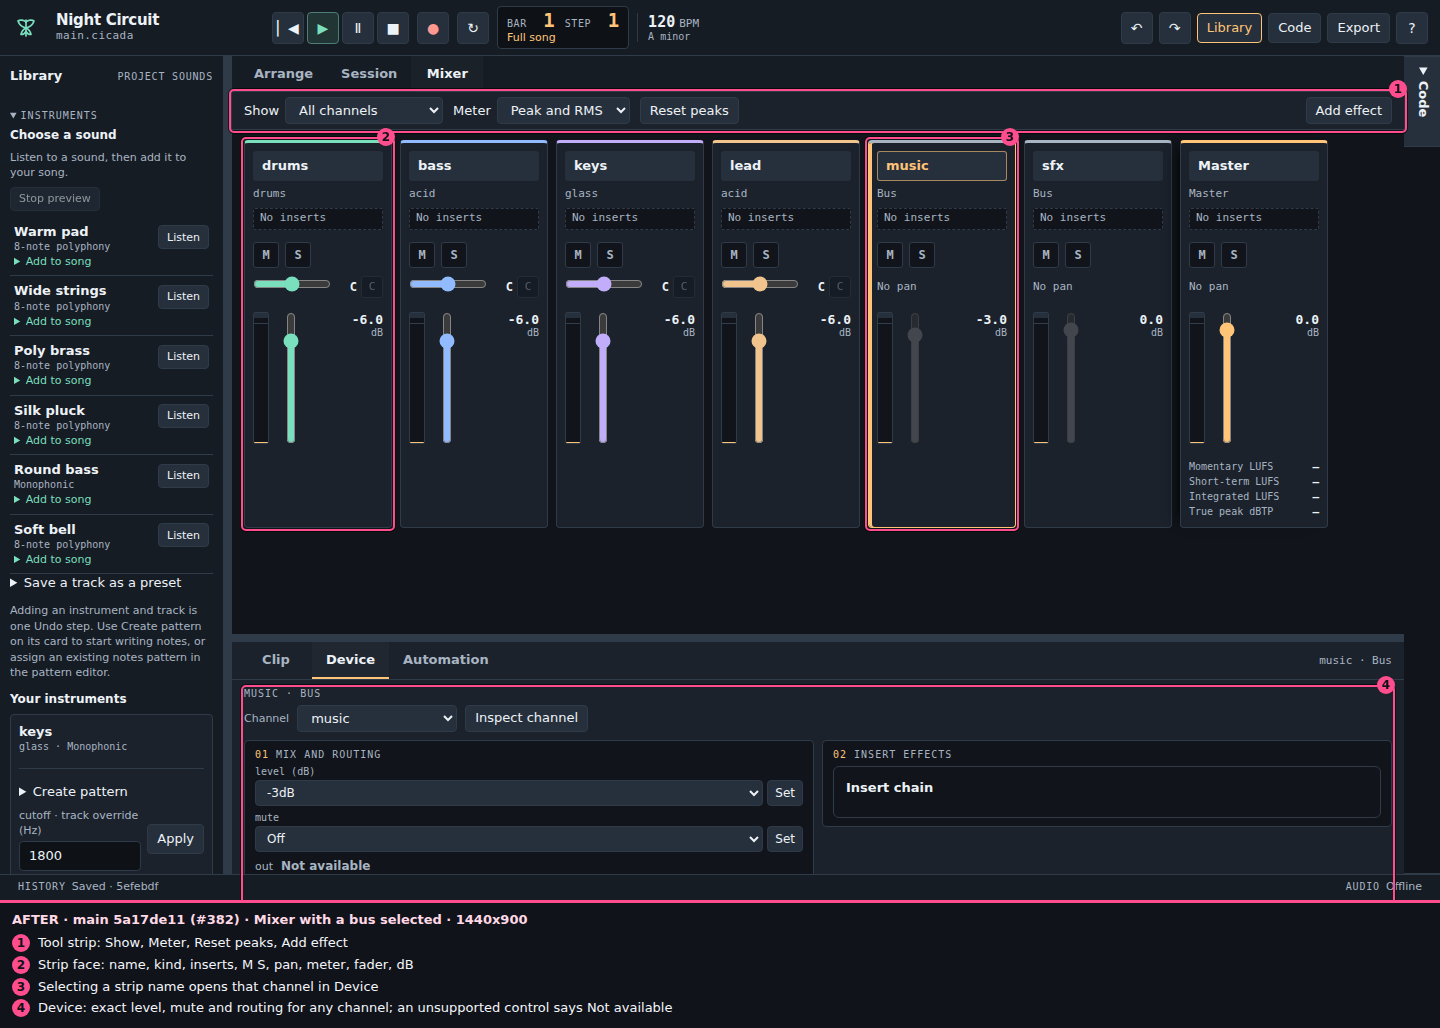 Night Circuit
main.cicada
BAR 1 STEP 1
Full song
120 BPM
A minor
Library
Code
Export
?
Library
PROJECT SOUNDS
INSTRUMENTS
Choose a sound
Listen to a sound, then add it to
your song.
Stop preview
Warm pad
8-note polyphony
Add to song
Listen
Wide strings
8-note polyphony
Add to song
Listen
Poly brass
8-note polyphony
Add to song
Listen
Silk pluck
8-note polyphony
Add to song
Listen
Round bass
Monophonic
Add to song
Listen
Soft bell
8-note polyphony
Add to song
Listen
Save a track as a preset
Adding an instrument and track is
one Undo step. Use Create pattern
on its card to start writing notes, or
assign an existing notes pattern in
the pattern editor.
Your instruments
keys
glass · Monophonic
Create pattern
cutoff · track override
(Hz)
1800
Apply
Arrange
Session
Mixer
Code
Show All channels Meter Peak and RMS Reset peaks Add effect
1
2
3
drums
drums
No inserts
M S
C C
-6.0
dB
bass
acid
No inserts
M S
C C
-6.0
dB
keys
glass
No inserts
M S
C C
-6.0
dB
lead
acid
No inserts
M S
C C
-6.0
dB
music
Bus
No inserts
M S
No pan
-3.0
dB
sfx
Bus
No inserts
M S
No pan
0.0
dB
Master
Master
No inserts
M S
No pan
0.0
dB
Momentary LUFS –
Short-term LUFS –
Integrated LUFS –
True peak dBTP –
Clip
Device
Automation
music · Bus
4
MUSIC · BUS
Channel music Inspect channel
01 MIX AND ROUTING
level (dB)
-3dB
Set
mute
Off
Set
out Not available
02 INSERT EFFECTS
Insert chain
HISTORY Saved · 5efebdf
AUDIO Offline
AFTER · main 5a17de11 (#382) · Mixer with a bus selected · 1440x900
1 Tool strip: Show, Meter, Reset peaks, Add effect
2 Strip face: name, kind, inserts, M S, pan, meter, fader, dB
3 Selecting a strip name opens that channel in Device
4 Device: exact level, mute and routing for any channel; an unsupported control says Not available